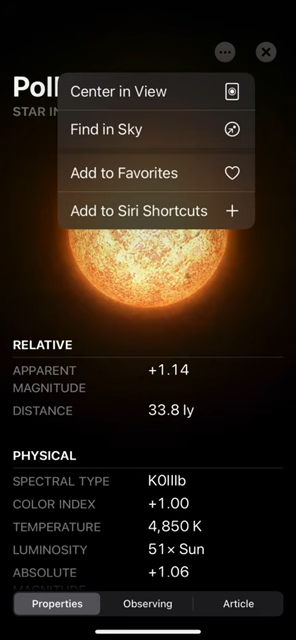 Poll
STAR IN
Center in View
Find in Sky
Add to Favorites
Add to Siri Shortcuts
RELATIVE
APPARENT MAGNITUDE +1.14
DISTANCE 33.8 ly
PHYSICAL
SPECTRAL TYPE K0IIIb
COLOR INDEX +1.00
TEMPERATURE 4,850 K
LUMINOSITY 51× Sun
ABSOLUTE MAGNITUDE +1.06
Properties Observing Article